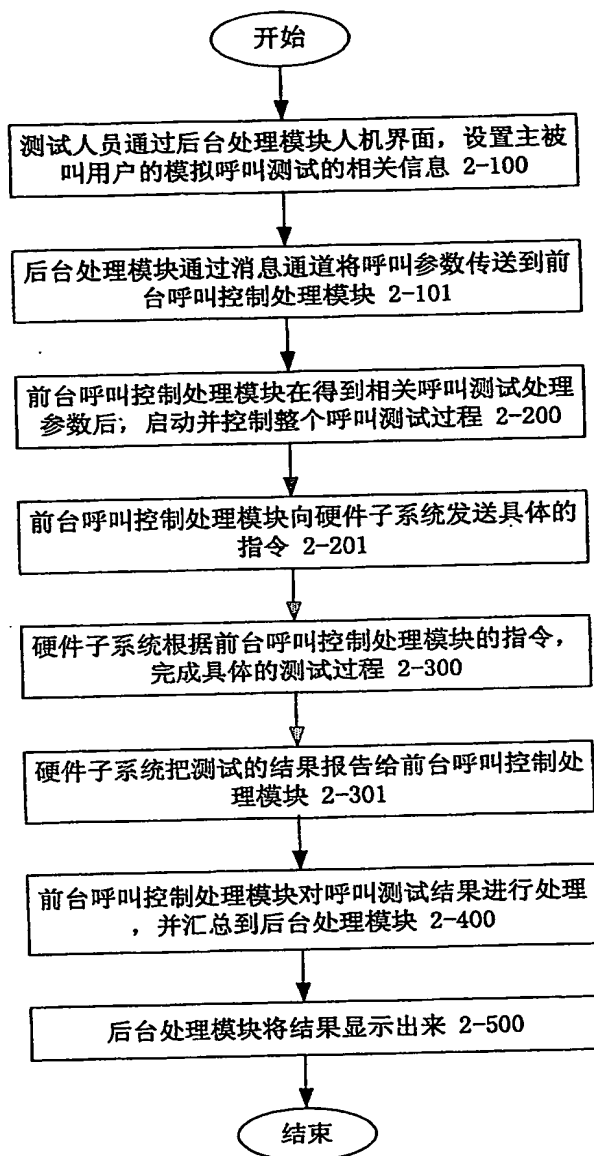 开始
测试人员通过后台处理模块人机界面，设置主被
叫用户的模拟呼叫测试的相关信息 2-100
后台处理模块通过消息通道将呼叫参数传送到前
台呼叫控制处理模块 2-101
前台呼叫控制处理模块在得到相关呼叫测试处理
参数后；启动并控制整个呼叫测试过程 2-200
前台呼叫控制处理模块向硬件子系统发送具体的
指令 2-201
硬件子系统根据前台呼叫控制处理模块的指令，
完成具体的测试过程 2-300
硬件子系统把测试的结果报告给前台呼叫控制处
理模块 2-301
前台呼叫控制处理模块对呼叫测试结果进行处理
，并汇总到后台处理模块 2-400
后台处理模块将结果显示出来 2-500
结束